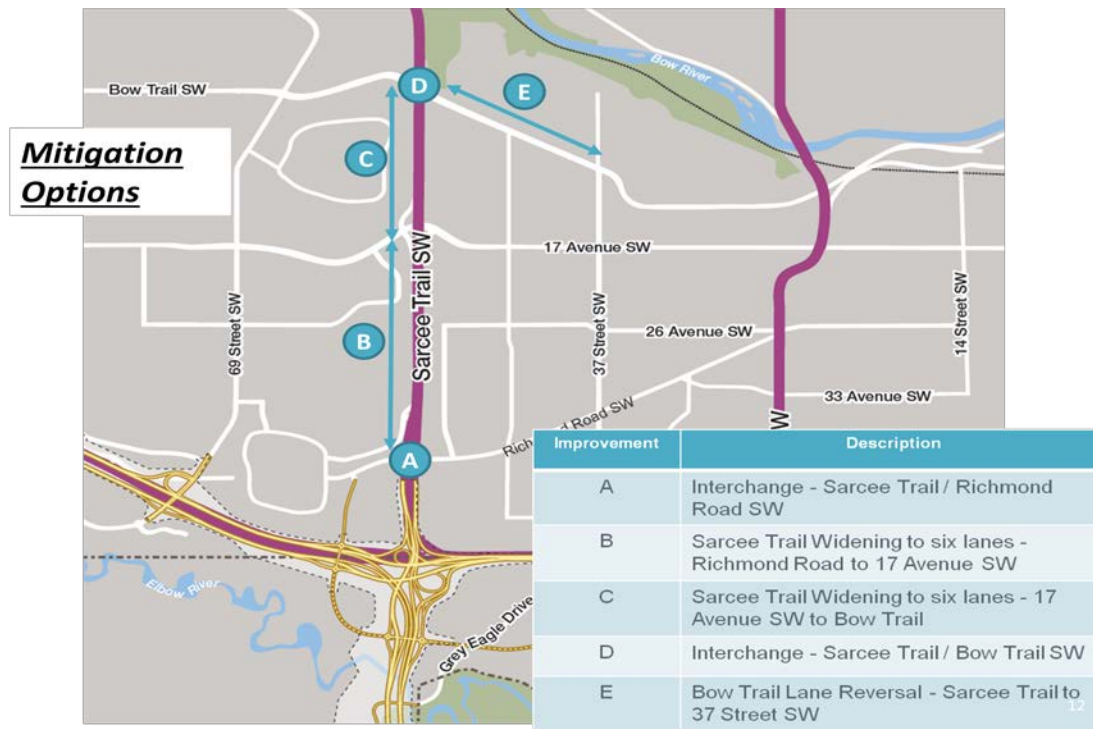 Mitigation
Options
Bow Trail SW
D
E
Bow River
C
17 Avenue SW
Sarcee Trail SW
69 Street SW
B
37 Street SW
26 Avenue SW
14 Street SW
33 Avenue SW
W
Richmond Road SW
A
Elbow River
Grey Eagle Drive
Improvement Description
A Interchange - Sarcee Trail / Richmond
Road SW
B Sarcee Trail Widening to six lanes -
Richmond Road to 17 Avenue SW
C Sarcee Trail Widening to six lanes - 17
Avenue SW to Bow Trail
D Interchange - Sarcee Trail / Bow Trail SW
E Bow Trail Lane Reversal - Sarcee Trail to
37 Street SW
12